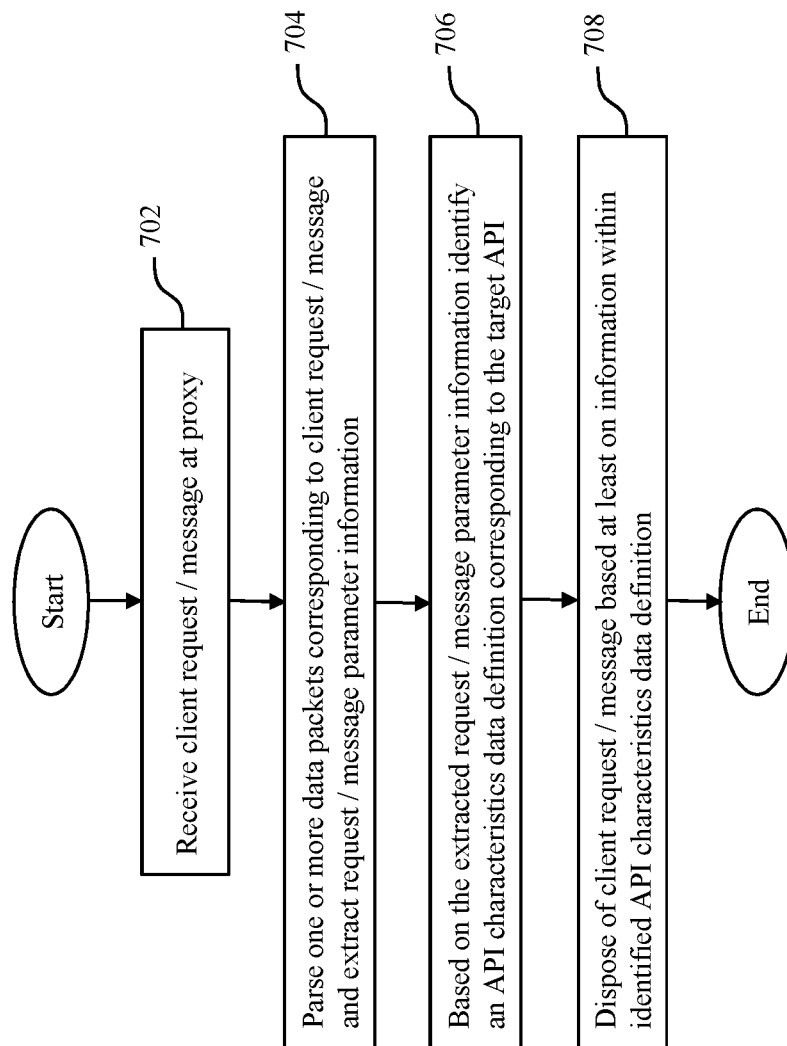 Start
702
Receive client request / message at proxy
704
Parse one or more data packets corresponding to client request / message
and extract request / message parameter information
706
Based on the extracted request / message parameter information identify
an API characteristics data definition corresponding to the target API
708
Dispose of client request / message based at least on information within
identified API characteristics data definition
End